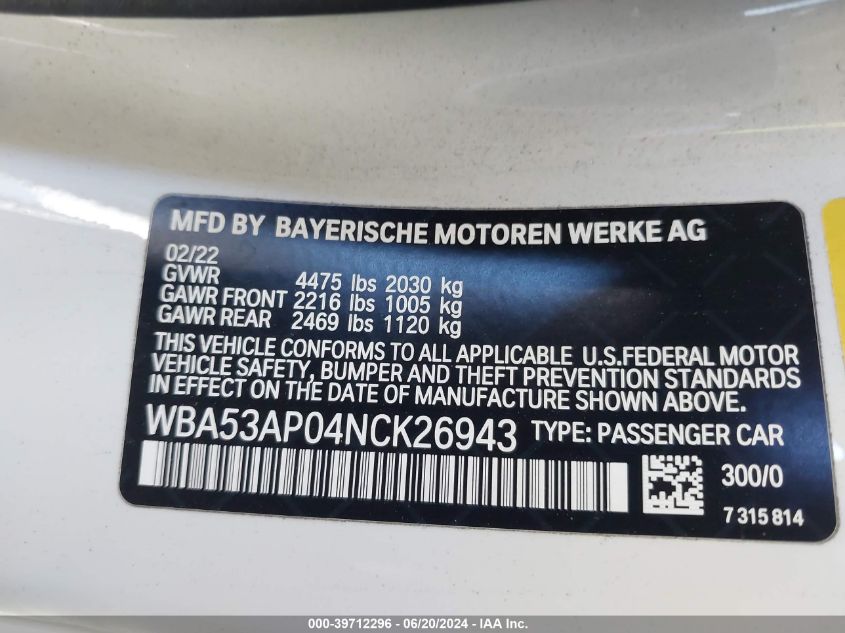 MFD BY BAYERISCHE MOTOREN WERKE AG
02/22
GVWR 4475 lbs 2030 kg
GAWR FRONT 2216 lbs 1005 kg
GAWR REAR 2469 lbs 1120 kg
THIS VEHICLE CONFORMS TO ALL APPLICABLE U.S.FEDERAL MOTOR
VEHICLE SAFETY, BUMPER AND THEFT PREVENTION STANDARDS
IN EFFECT ON THE DATE OF MANUFACTURE SHOWN ABOVE.
WBA53AP04NCK26943 TYPE: PASSENGER CAR
300/0
7 315 814
000-39712296 - 06/20/2024 - IAA Inc.